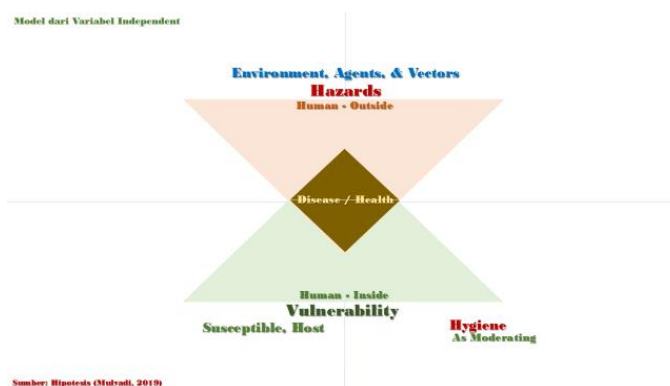 Model dari Variabel Independent
Environment, Agents, & Vectors
Hazards
Human - Outside
Disease / Health
Human - Inside
Vulnerability
Susceptible, Host
Hygiene
As Moderating
Sumber: Hipotesis (Mulyadi, 2019)